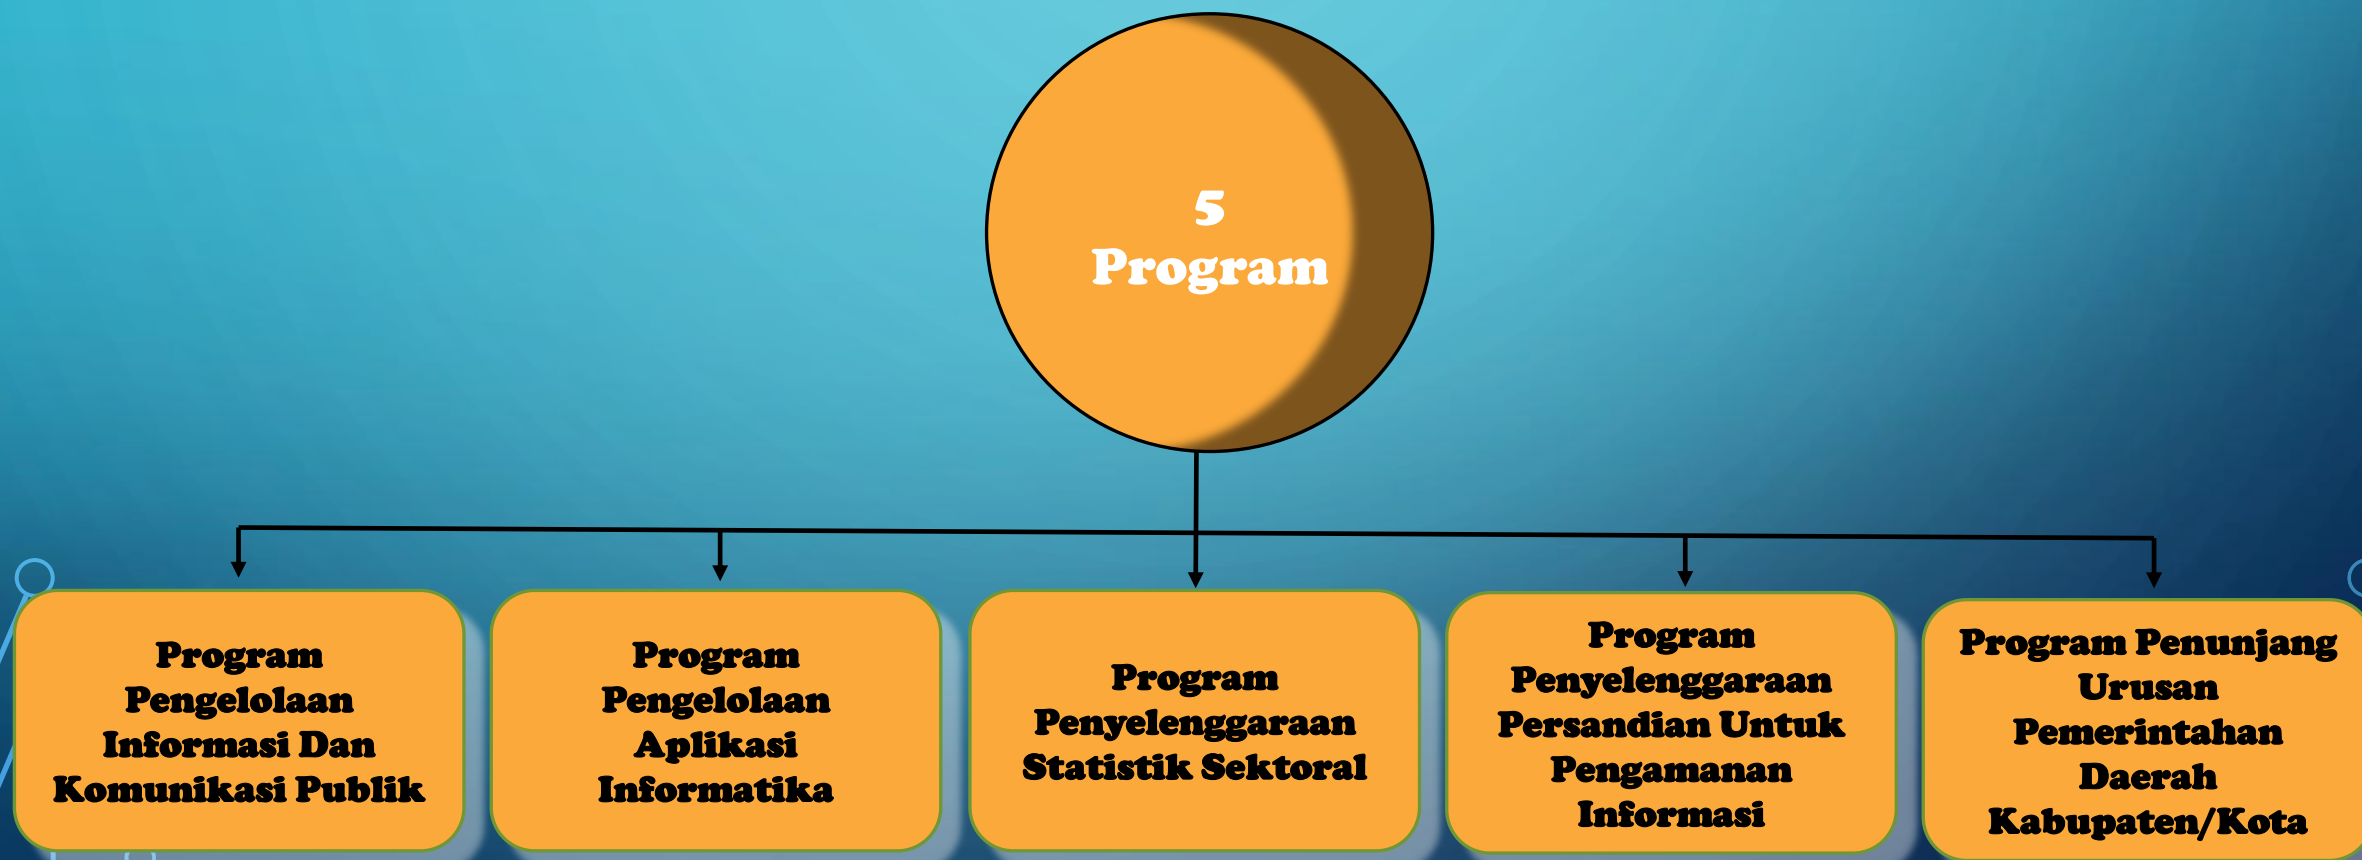 5
Program
Program
Pengelolaan
Informasi Dan
Komunikasi Publik
Program
Pengelolaan
Aplikasi
Informatika
Program
Penyelenggaraan
Statistik Sektoral
Program
Penyelenggaraan
Persandian Untuk
Pengamanan
Informasi
Program Penunjang
Urusan
Pemerintahan
Daerah
Kabupaten/Kota